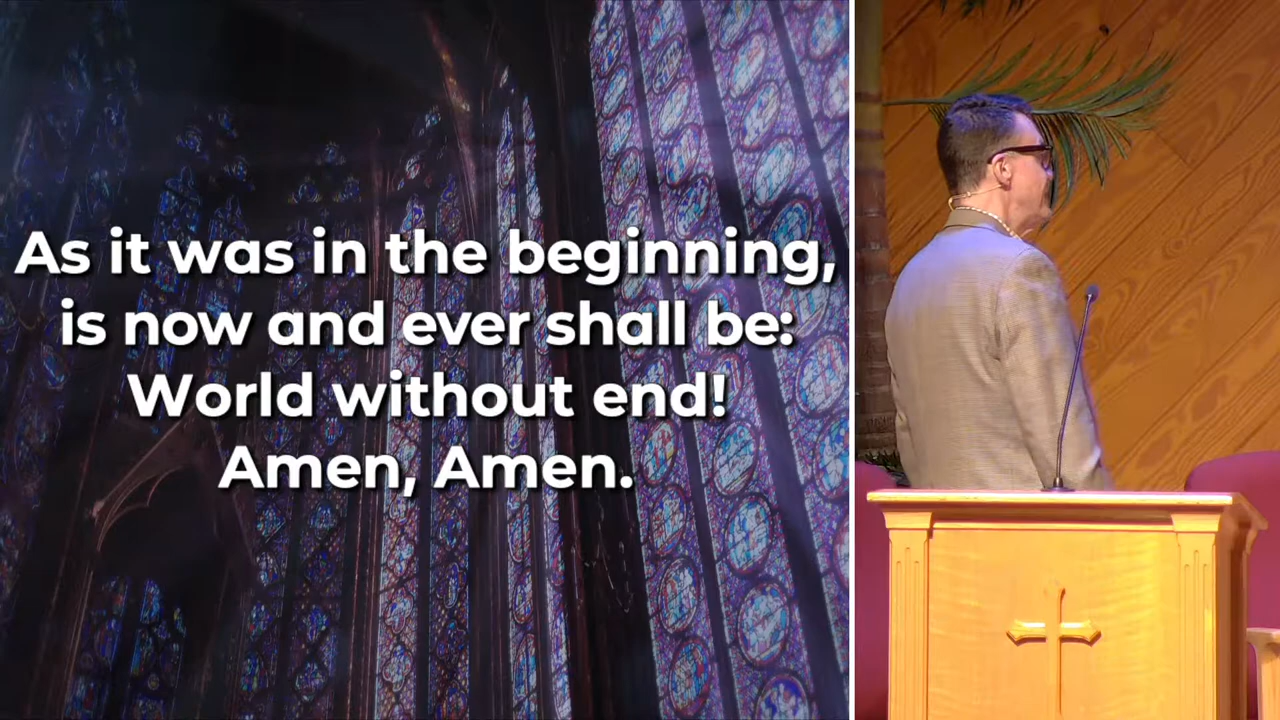 As it was in the beginning,
is now and ever shall be:
World without end!
Amen, Amen.